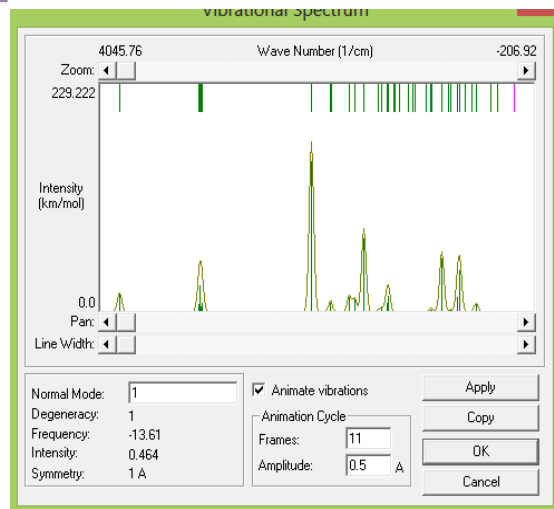 Vibrational Spectrum
4045.76 Wave Number (1/cm) -206.92
Zoom:
229.222
Intensity
(km/mol)
0.0
Pan:
Line Width:
Normal Mode: 1
Degeneracy: 1
Frequency: -13.61
Intensity: 0.464
Symmetry: 1 A
Animate vibrations
Animation Cycle
Frames: 11
Amplitude: 0.5 A
Apply
Copy
OK
Cancel